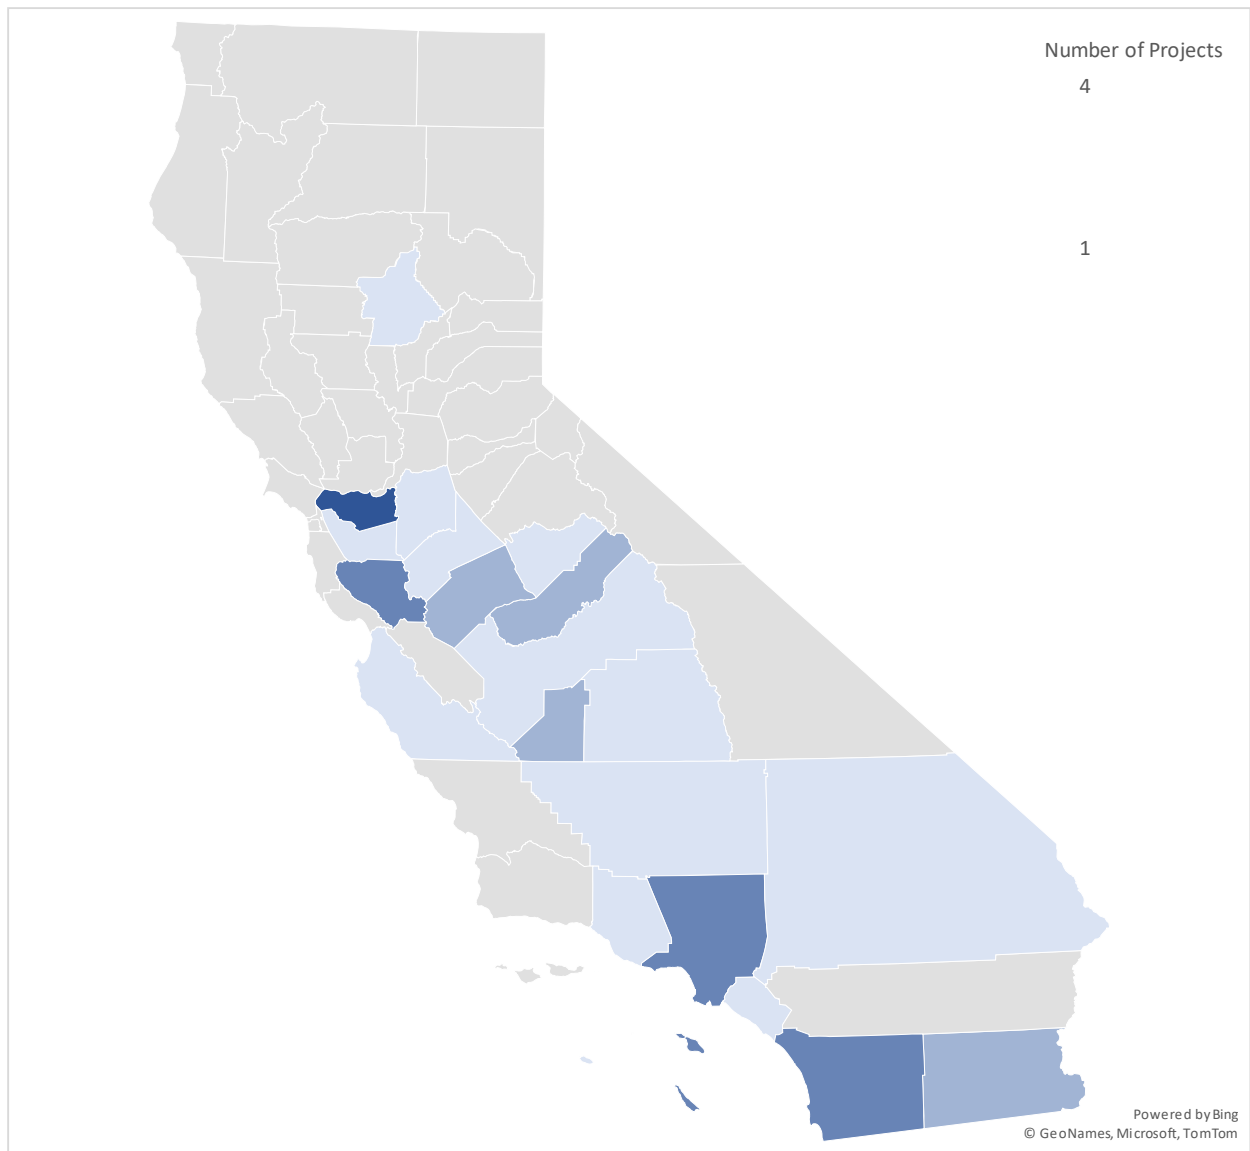 Number of Projects
4
1
Powered by Bing
© GeoNames, Microsoft, TomTom